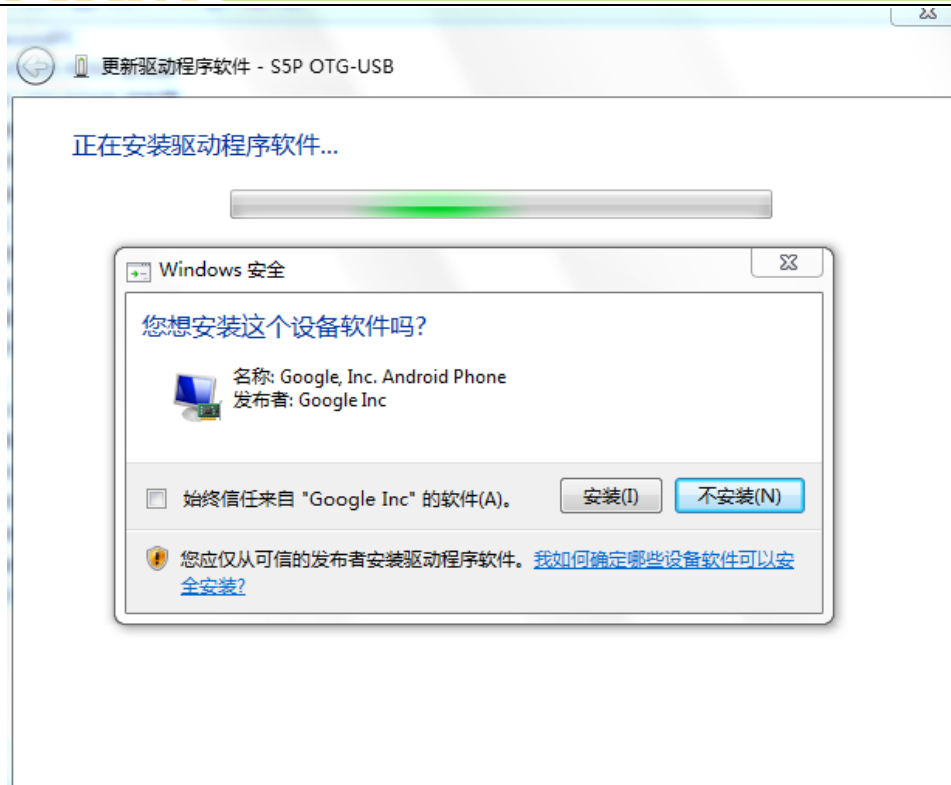 更新驱动程序软件 - S5P OTG-USB
正在安装驱动程序软件...
Windows 安全
您想安装这个设备软件吗?
名称: Google, Inc. Android Phone
发布者: Google Inc
始终信任来自 "Google Inc" 的软件(A)。
安装(I)
不安装(N)
您应仅从可信的发布者安装驱动程序软件。我如何确定哪些设备软件可以安
全安装?